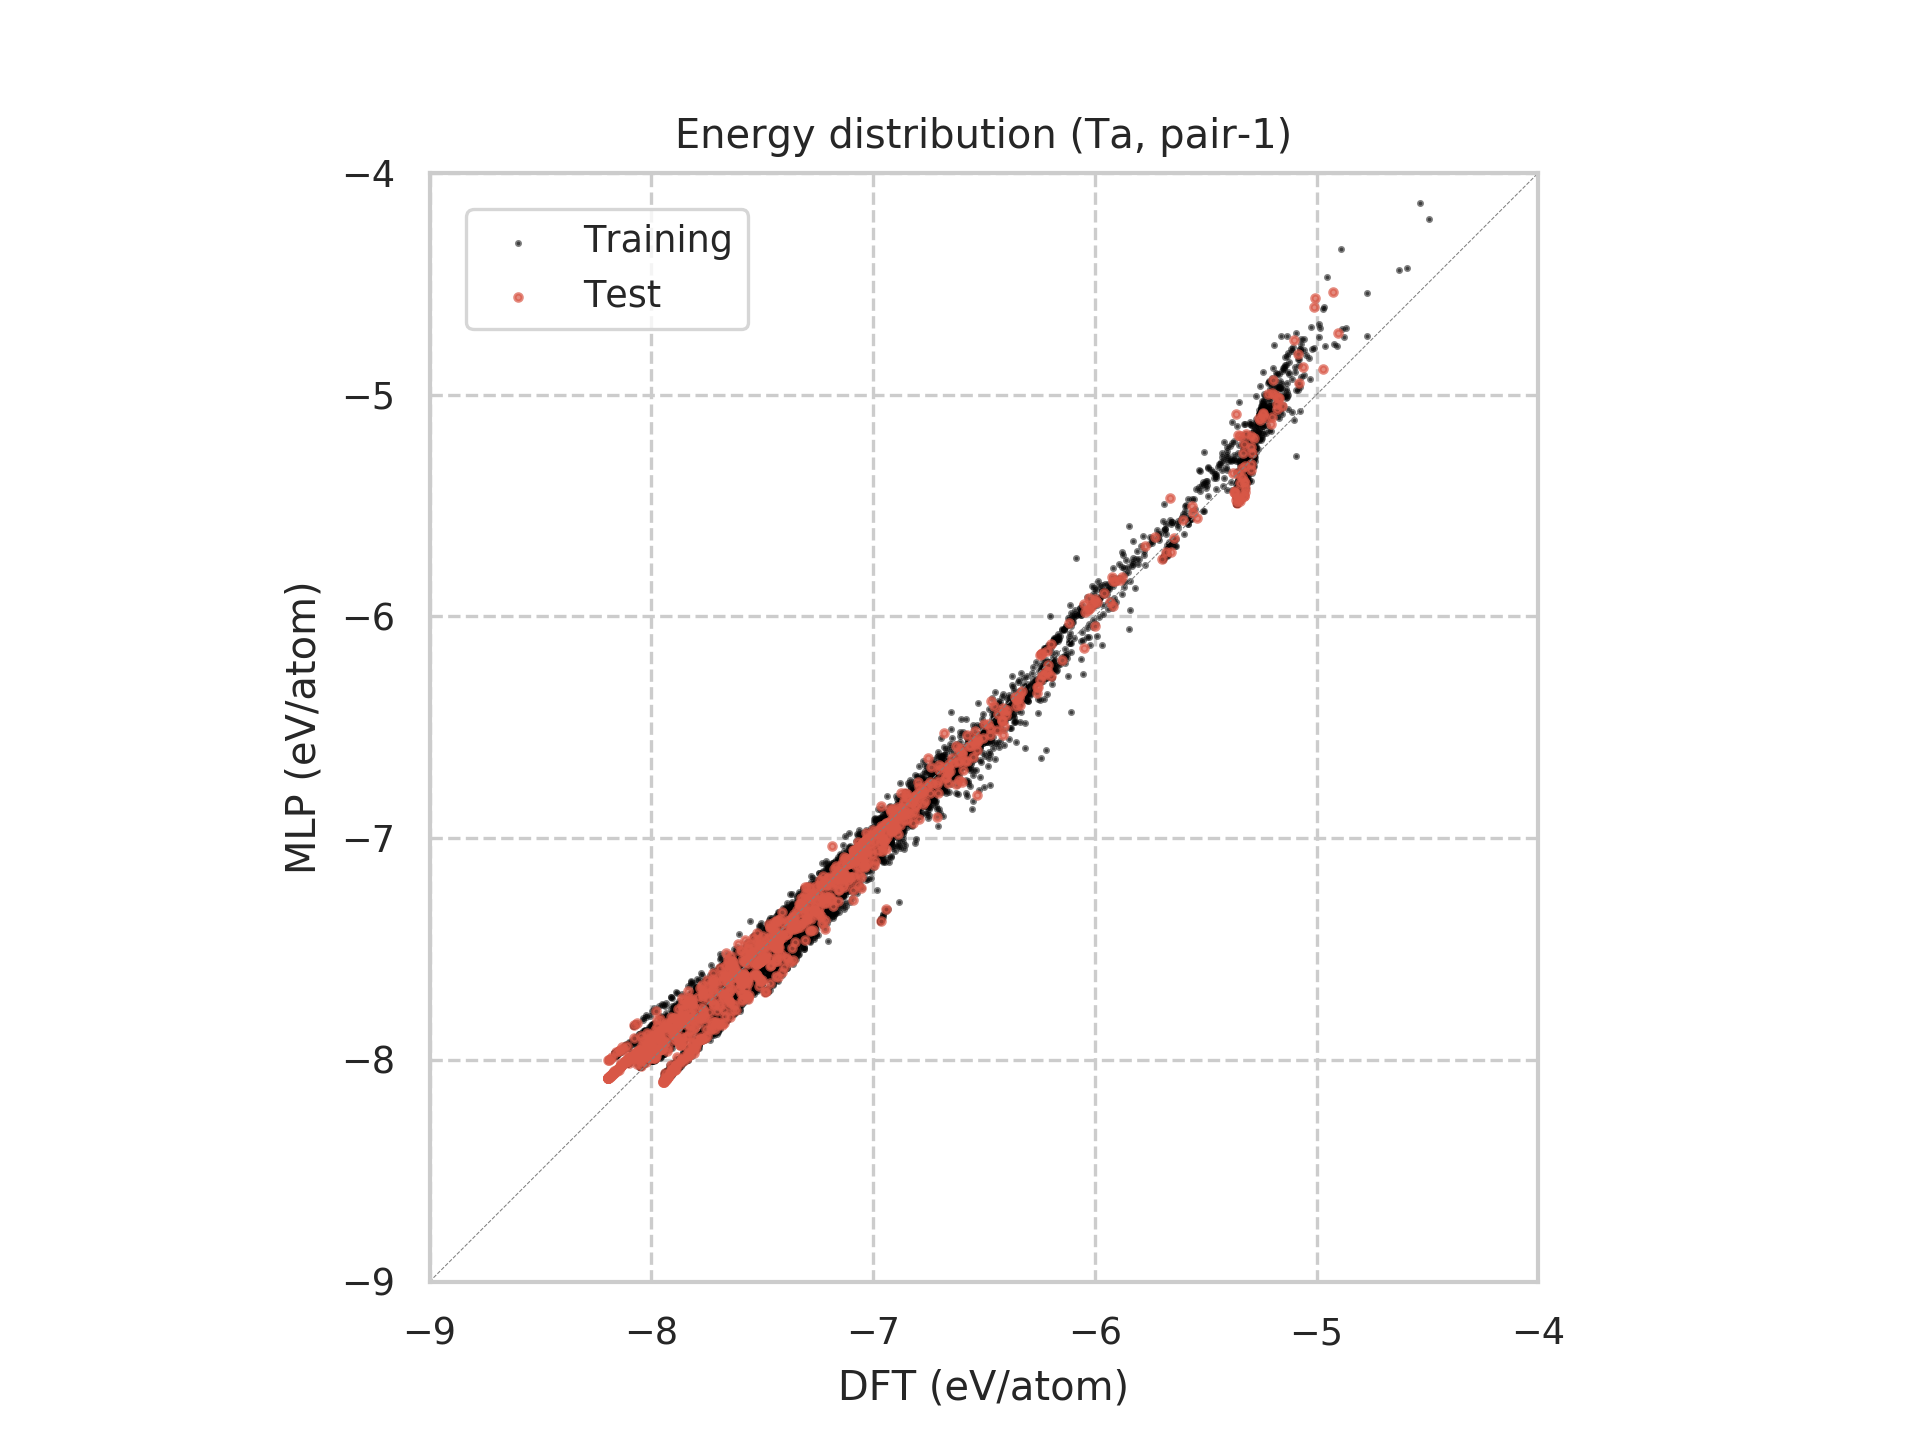 Energy distribution (Ta, pair-1)
Training
Test
−4
−5
−6
−7
−8
−9
MLP (eV/atom)
−9 −8 −7 −6 −5 −4
DFT (eV/atom)